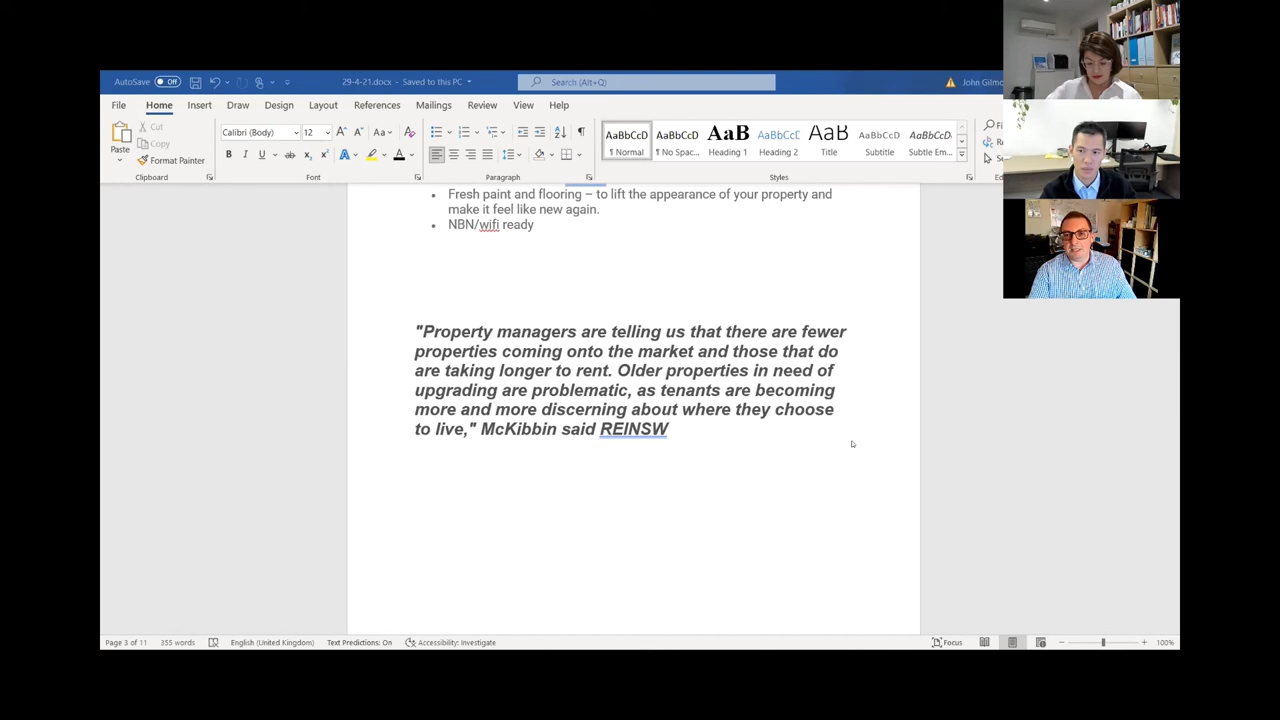 AutoSave Off 29-4-21.docx - Saved to this PC Search (Alt+Q)
File Home Insert Draw Design Layout References Mailings Review View Help
Paste
Cut
Copy
Format Painter
Clipboard
Calibri (Body) 12
Font
Paragraph
AaBbCcD AaBbCcD AaB AaBbCcD AaB AaBbCcD AaBbCcD
¶ Normal ¶ No Spac... Heading 1 Heading 2 Title Subtitle Subtle Em...
Styles
• Fresh paint and flooring – to lift the appearance of your property and
make it feel like new again.
• NBN/wifi ready
"Property managers are telling us that there are fewer
properties coming onto the market and those that do
are taking longer to rent. Older properties in need of
upgrading are problematic, as tenants are becoming
more and more discerning about where they choose
to live," McKibbin said REINSW
Page 3 of 11 355 words English (United Kingdom) Text Predictions: On Accessibility: Investigate Focus 100%